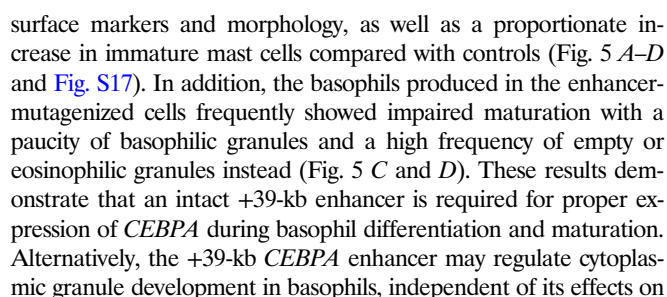 surface markers and morphology, as well as a proportionate in-
crease in immature mast cells compared with controls (Fig. 5 A–D
and Fig. S17). In addition, the basophils produced in the enhancer-
mutagenized cells frequently showed impaired maturation with a
paucity of basophilic granules and a high frequency of empty or
eosinophilic granules instead (Fig. 5 C and D). These results dem-
onstrate that an intact +39-kb enhancer is required for proper ex-
pression of CEBPA during basophil differentiation and maturation.
Alternatively, the +39-kb CEBPA enhancer may regulate cytoplas-
mic granule development in basophils, independent of its effects on